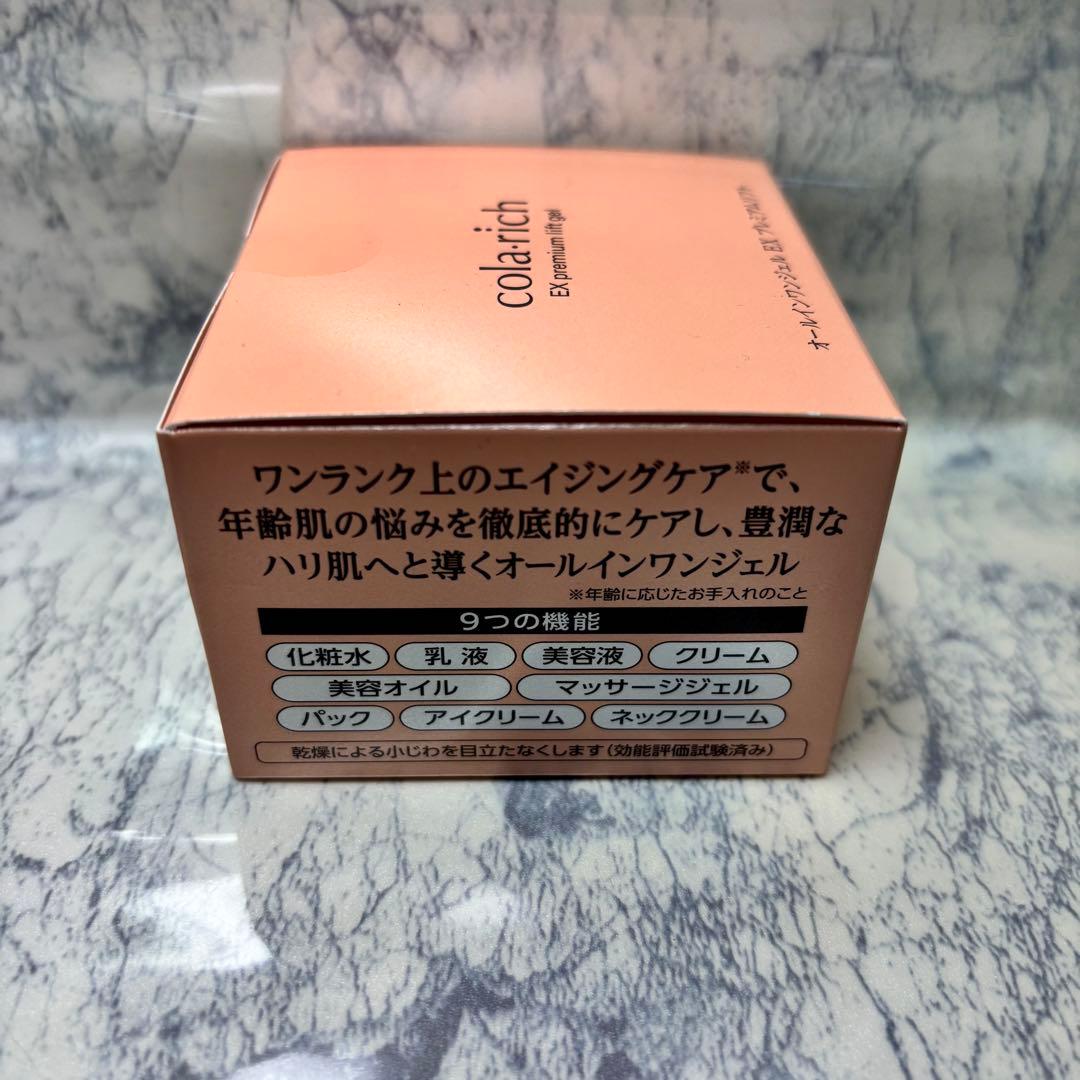 cola・rich
EX premium lift gel
オールインワンジェル EX プレミアムリフト
ワンランク上のエイジングケア※で、
年齢肌の悩みを徹底的にケアし、豊潤な
ハリ肌へと導くオールインワンジェル
※年齢に応じたお手入れのこと
9つの機能
化粧水 乳液 美容液 クリーム
美容オイル マッサージジェル
パック アイクリーム ネッククリーム
乾燥による小じわを目立たなくします(効能評価試験済み)